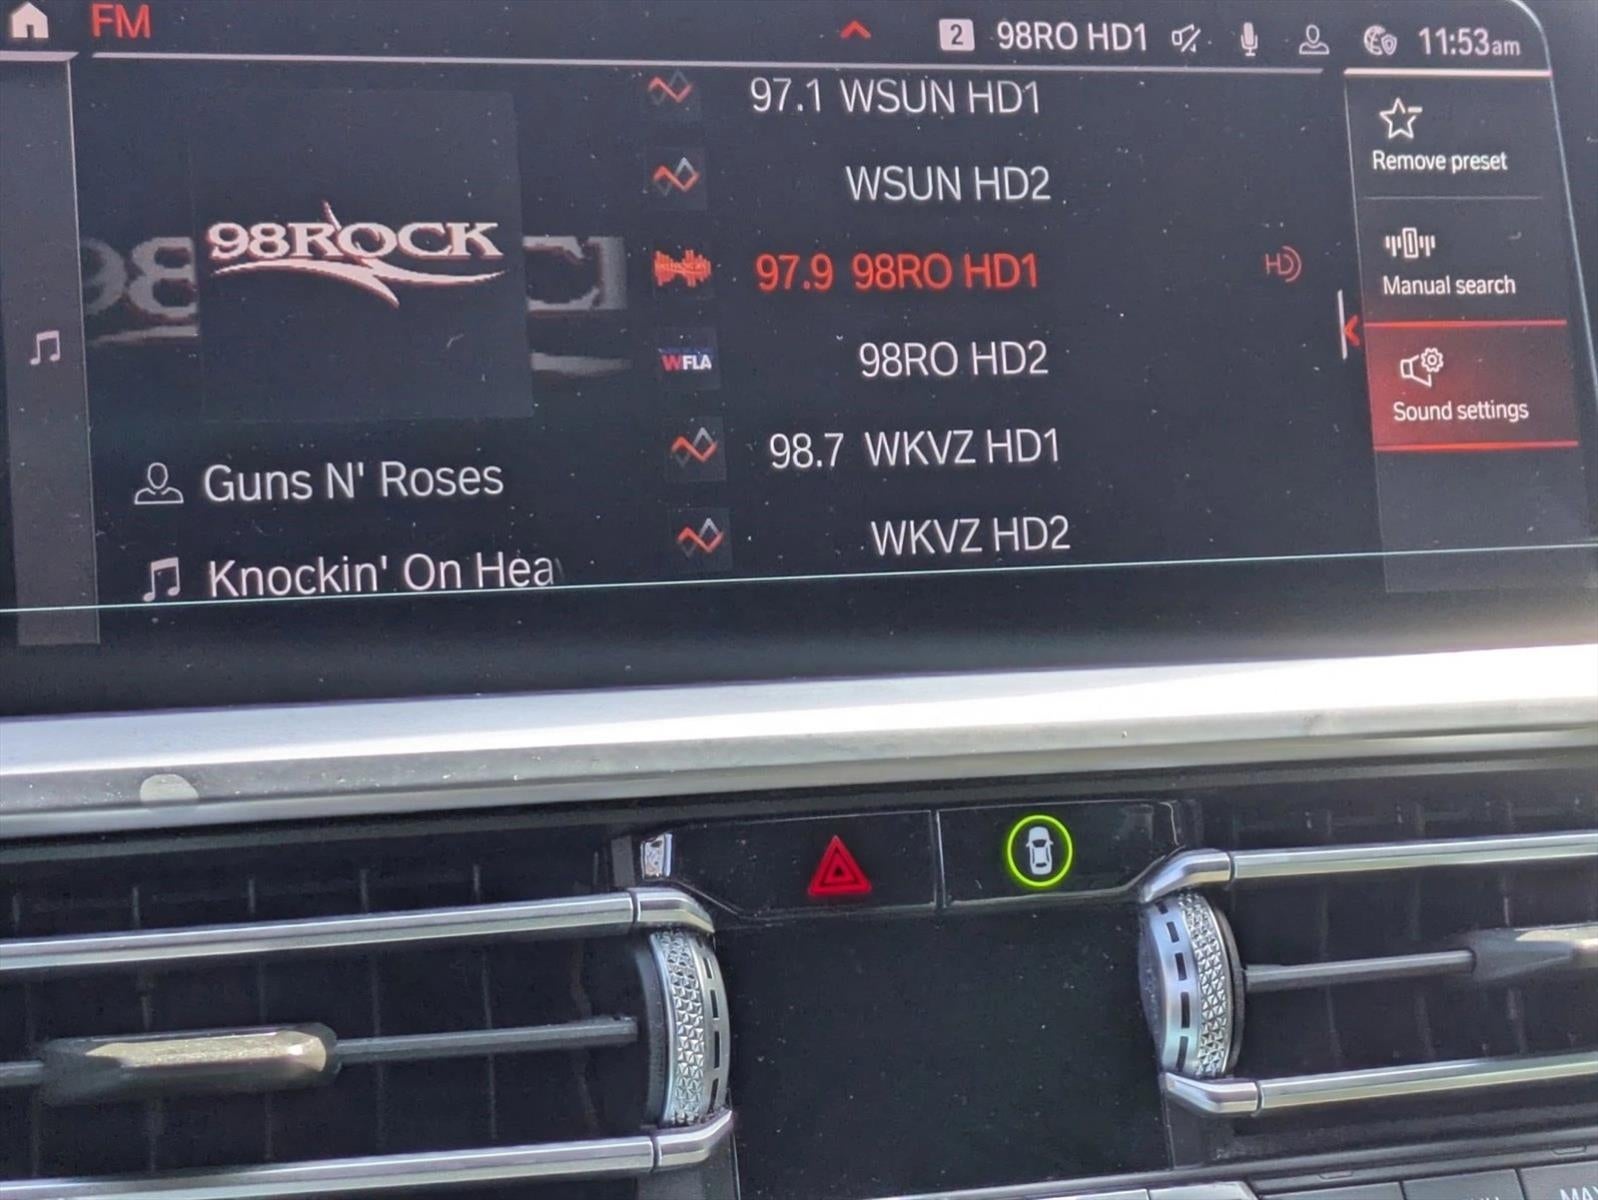 FM
2 98RO HD1 11:53am
97.1 WSUN HD1
WSUN HD2
97.9 98RO HD1 HD
WFLA 98RO HD2
98.7 WKVZ HD1
WKVZ HD2
98ROCK
Guns N' Roses
Knockin' On Hea
Remove preset
Manual search
Sound settings